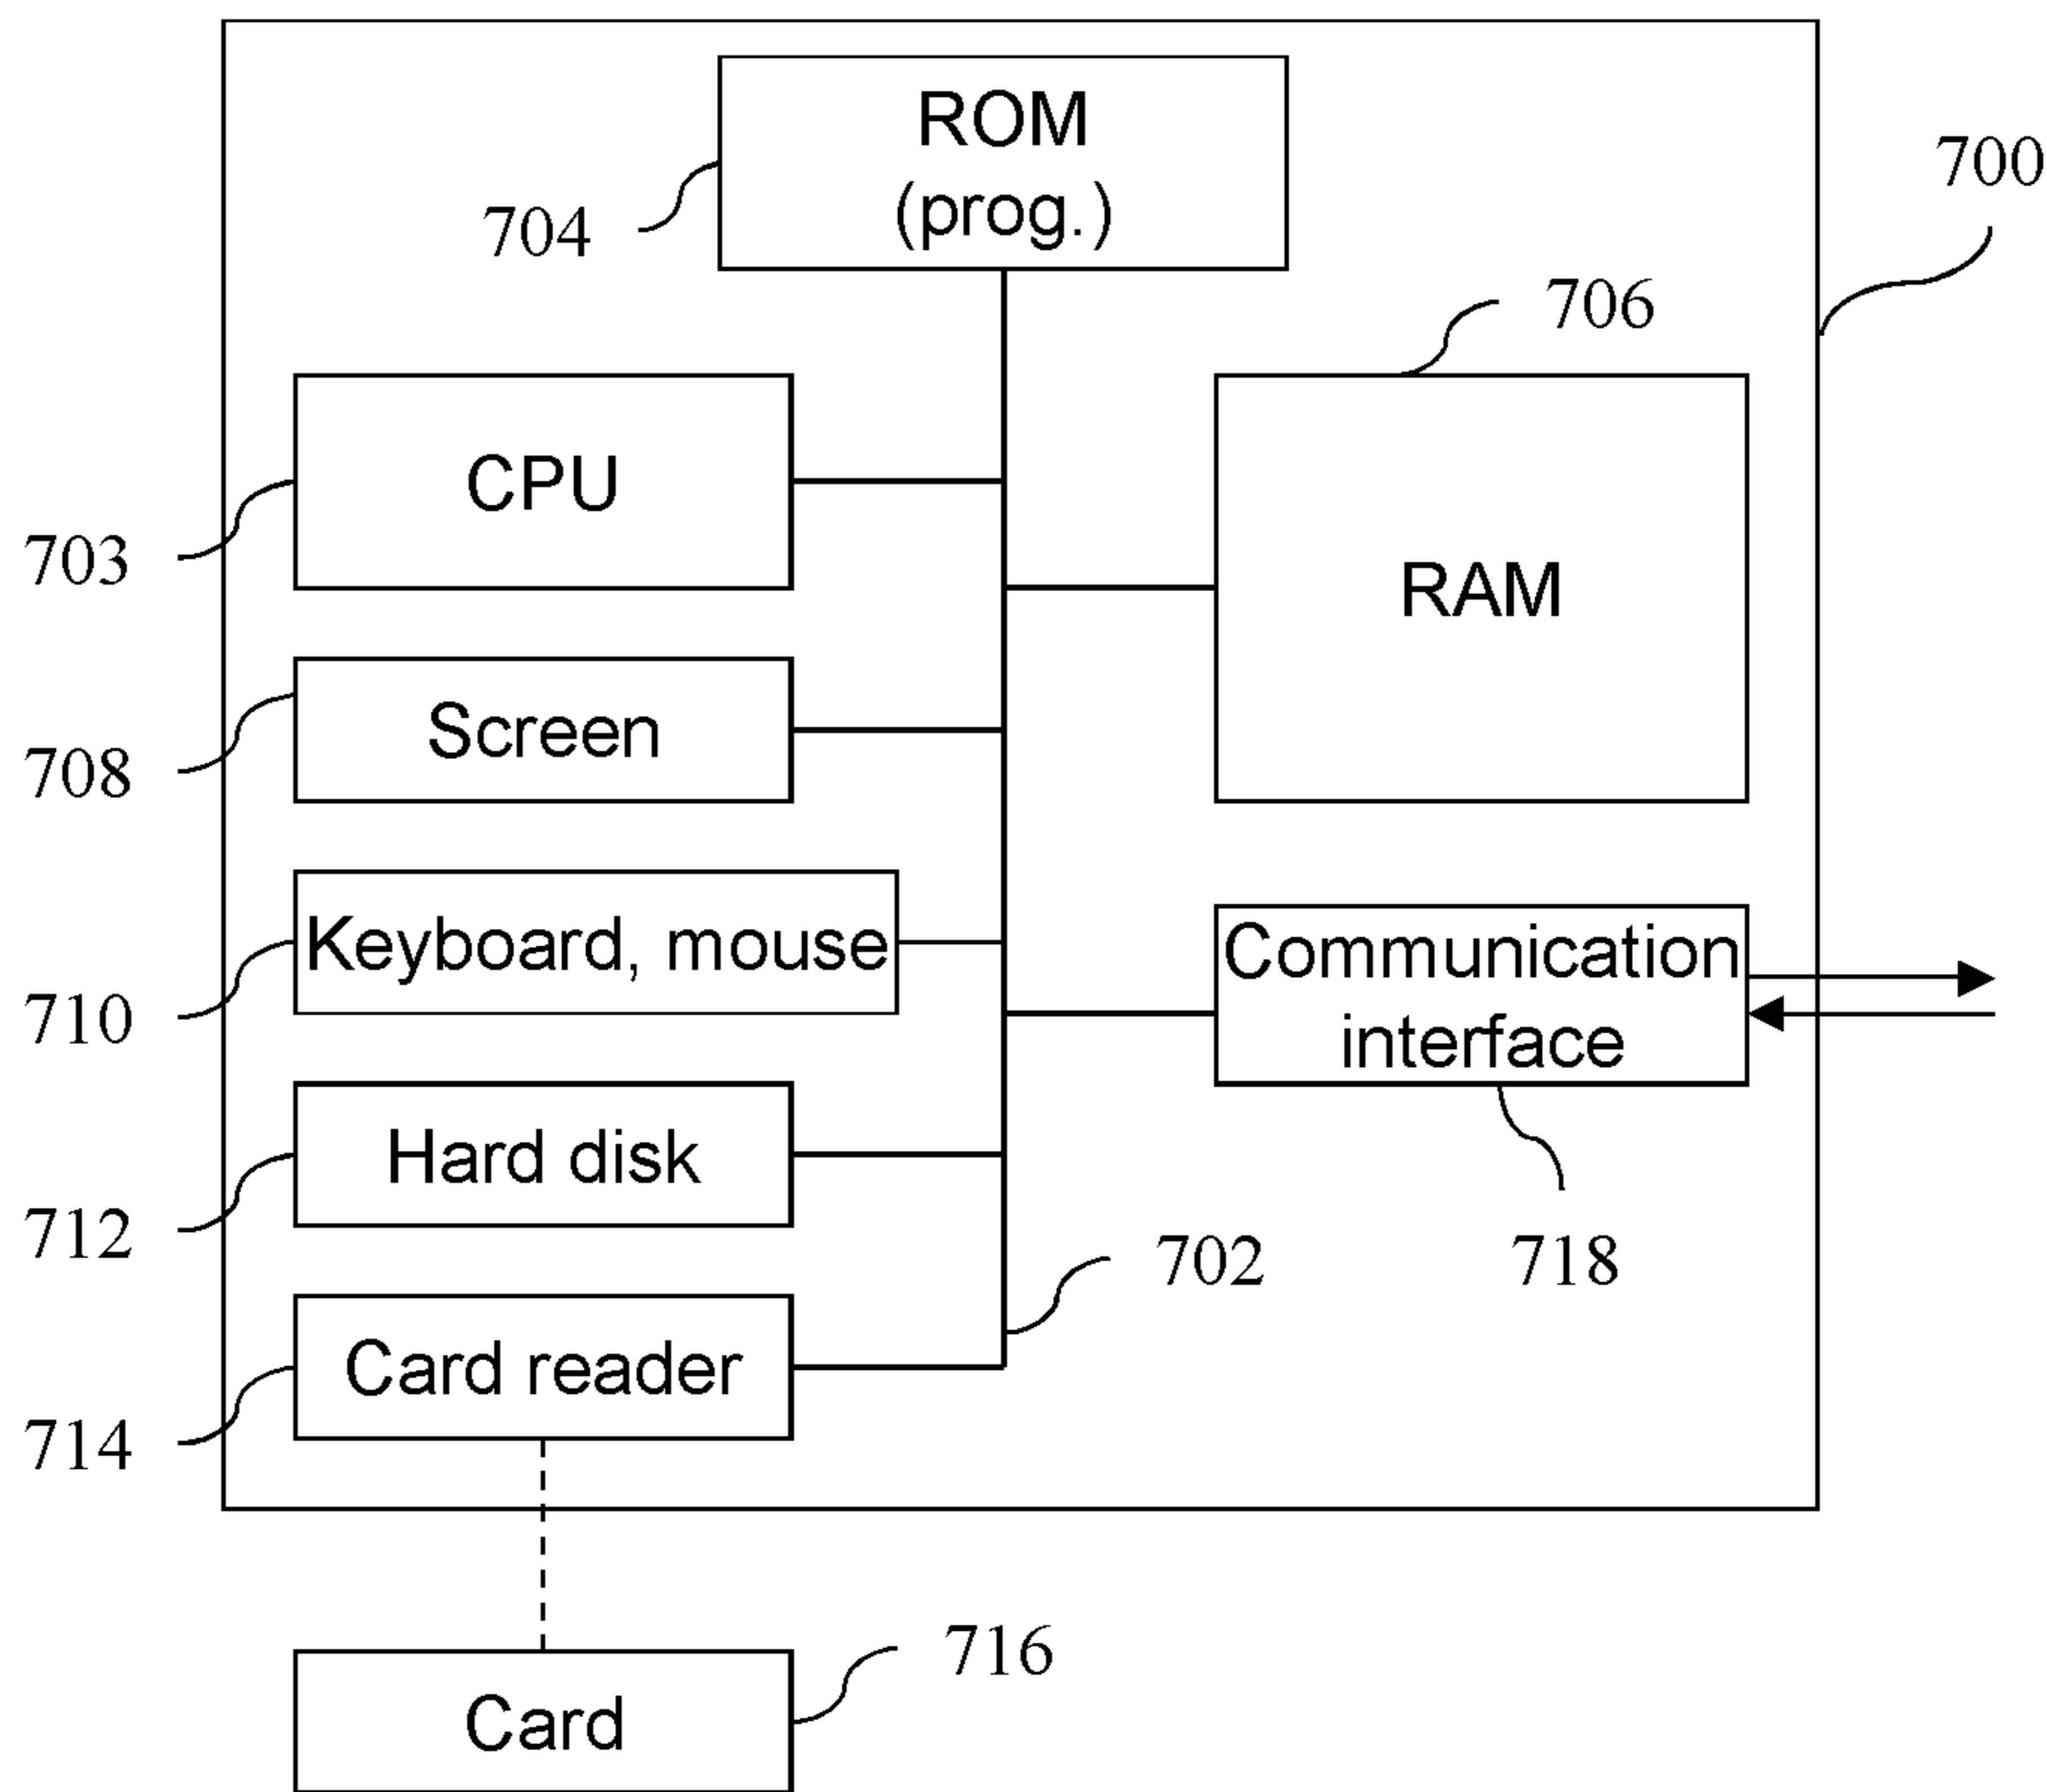 ROM
(prog.)
700
704
706
CPU
703
RAM
Screen
708
Keyboard, mouse
710
Communication
interface
Hard disk
712
702
718
Card reader
714
716
Card